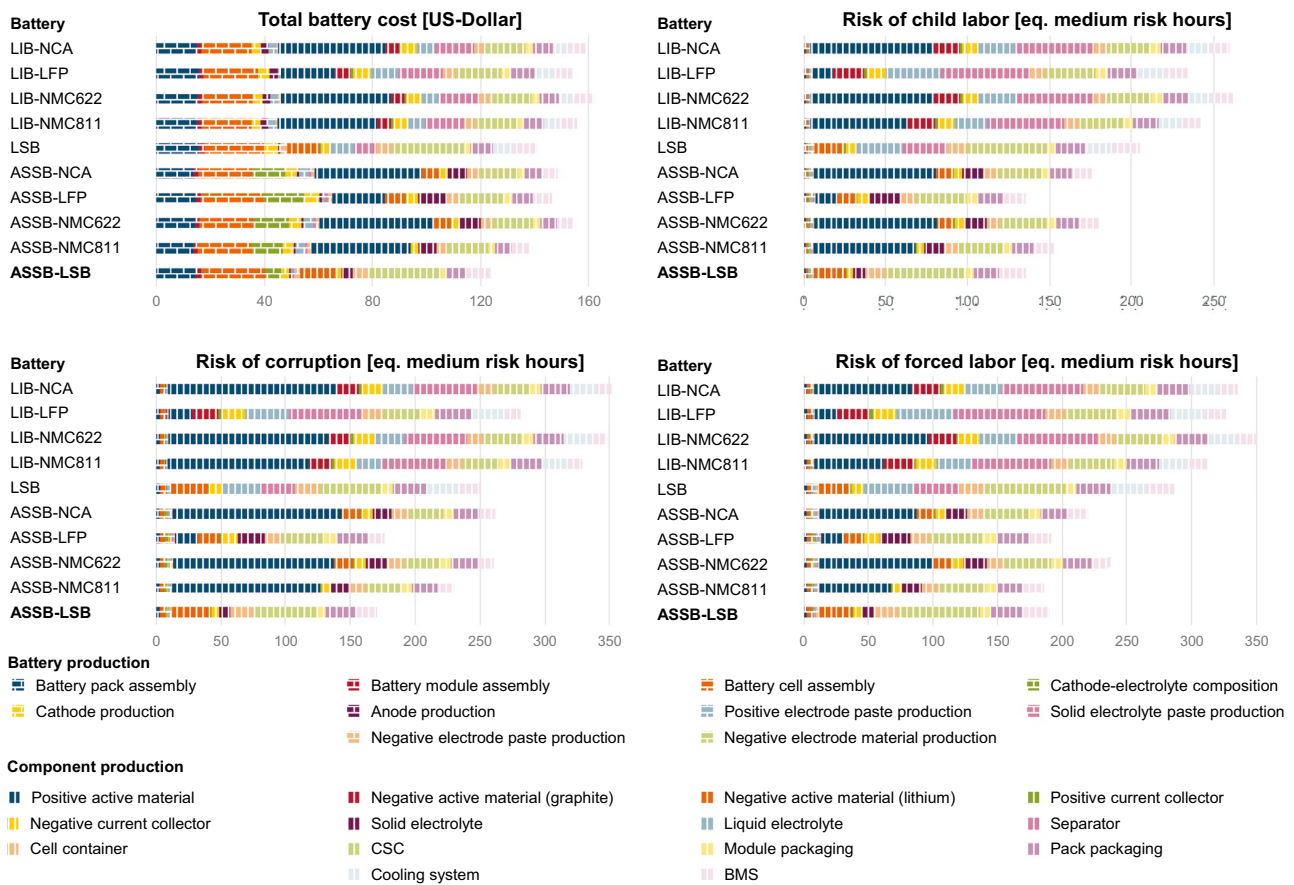 Battery
Total battery cost [US-Dollar]
LIB-NCA
LIB-LFP
LIB-NMC622
LIB-NMC811
LSB
ASSB-NCA
ASSB-LFP
ASSB-NMC622
ASSB-NMC811
ASSB-LSB
0 40 80 120 160
Battery
Risk of child labor [eq. medium risk hours]
LIB-NCA
LIB-LFP
LIB-NMC622
LIB-NMC811
LSB
ASSB-NCA
ASSB-LFP
ASSB-NMC622
ASSB-NMC811
ASSB-LSB
0 50 100 150 200 250
Battery
Risk of corruption [eq. medium risk hours]
LIB-NCA
LIB-LFP
LIB-NMC622
LIB-NMC811
LSB
ASSB-NCA
ASSB-LFP
ASSB-NMC622
ASSB-NMC811
ASSB-LSB
0 50 100 150 200 250 300 350
Battery
Risk of forced labor [eq. medium risk hours]
LIB-NCA
LIB-LFP
LIB-NMC622
LIB-NMC811
LSB
ASSB-NCA
ASSB-LFP
ASSB-NMC622
ASSB-NMC811
ASSB-LSB
0 50 100 150 200 250 300 350
Battery production
Battery pack assembly Battery module assembly Battery cell assembly Cathode-electrolyte composition
Cathode production Anode production Positive electrode paste production Solid electrolyte paste production
Negative electrode paste production Negative electrode material production
Component production
Positive active material Negative active material (graphite) Negative active material (lithium) Positive current collector
Negative current collector Solid electrolyte Liquid electrolyte Separator
Cell container CSC Module packaging Pack packaging
Cooling system BMS